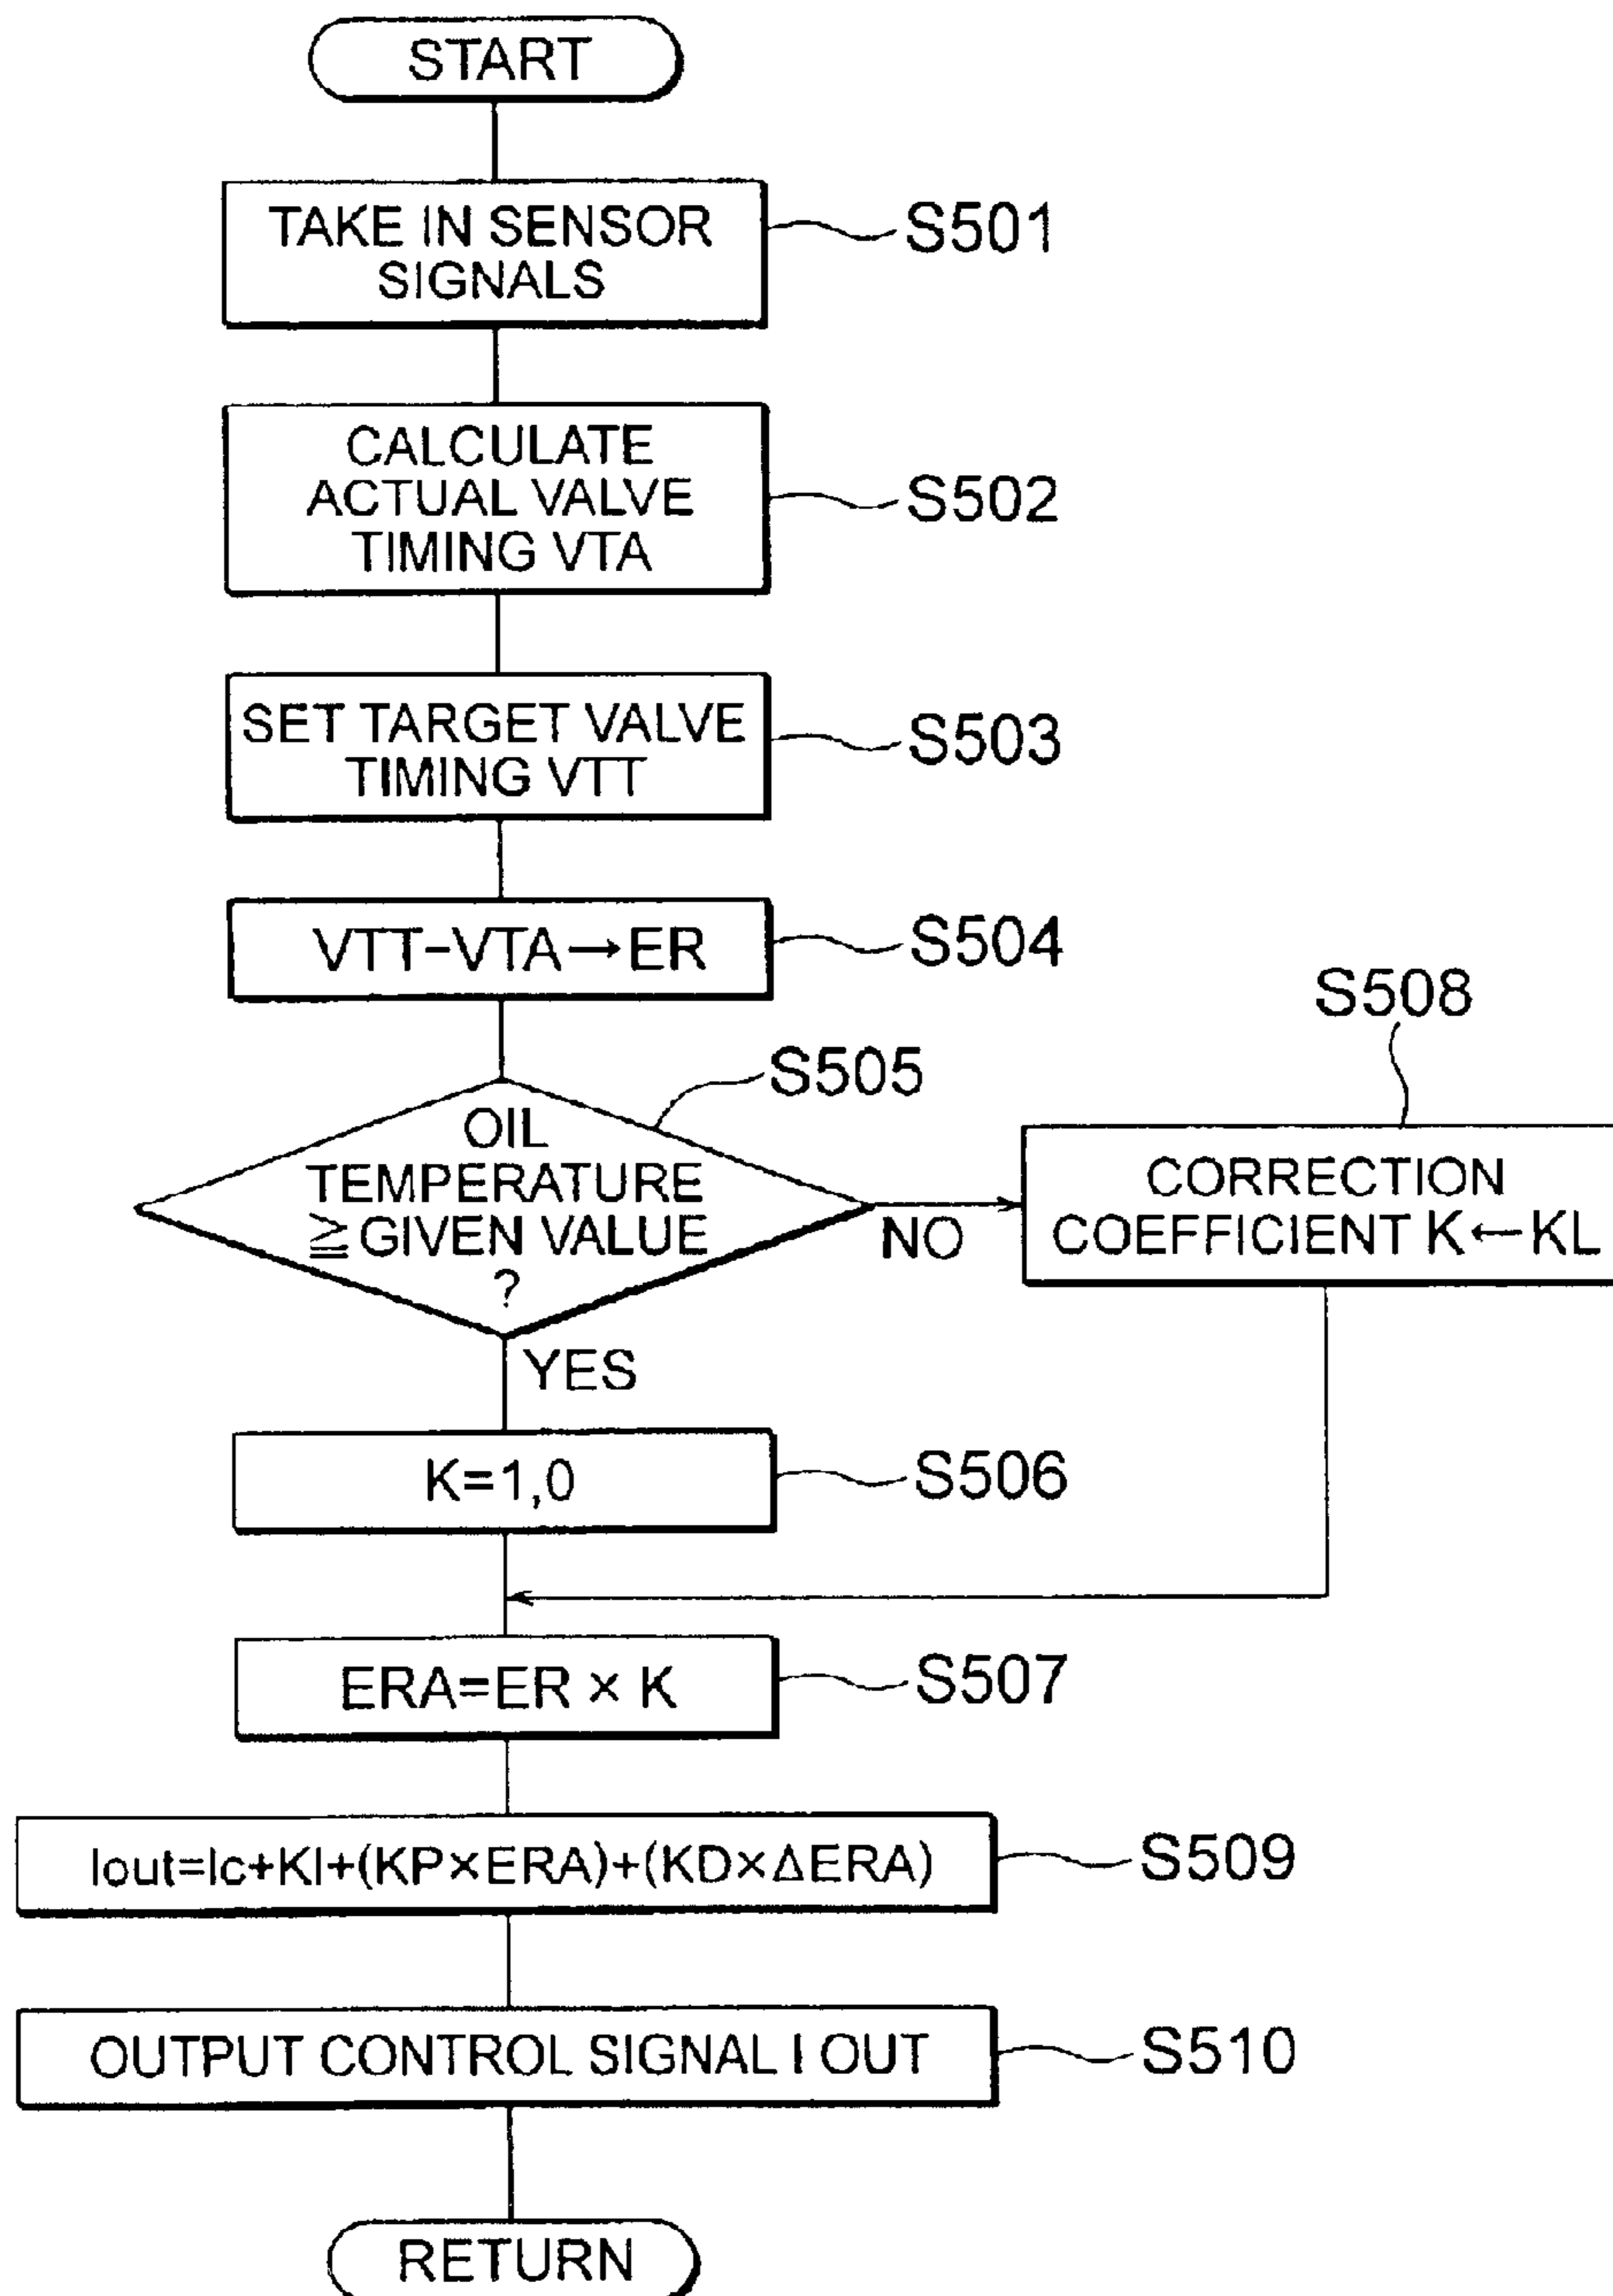 START
TAKE IN SENSOR
SIGNALS
S501
CALCULATE
ACTUAL VALVE
TIMING VTA
S502
SET TARGET VALVE
TIMING VTT
S503
VTT-VTA→ER
S504
S505
OIL
TEMPERATURE
≧GIVEN VALUE
?
NO
YES
S508
CORRECTION
COEFFICIENT K←KL
K=1,0
S506
ERA=ER × K
S507
Iout=Ic+KI+(KP×ERA)+(KD×ΔERA)
S509
OUTPUT CONTROL SIGNAL I OUT
S510
RETURN